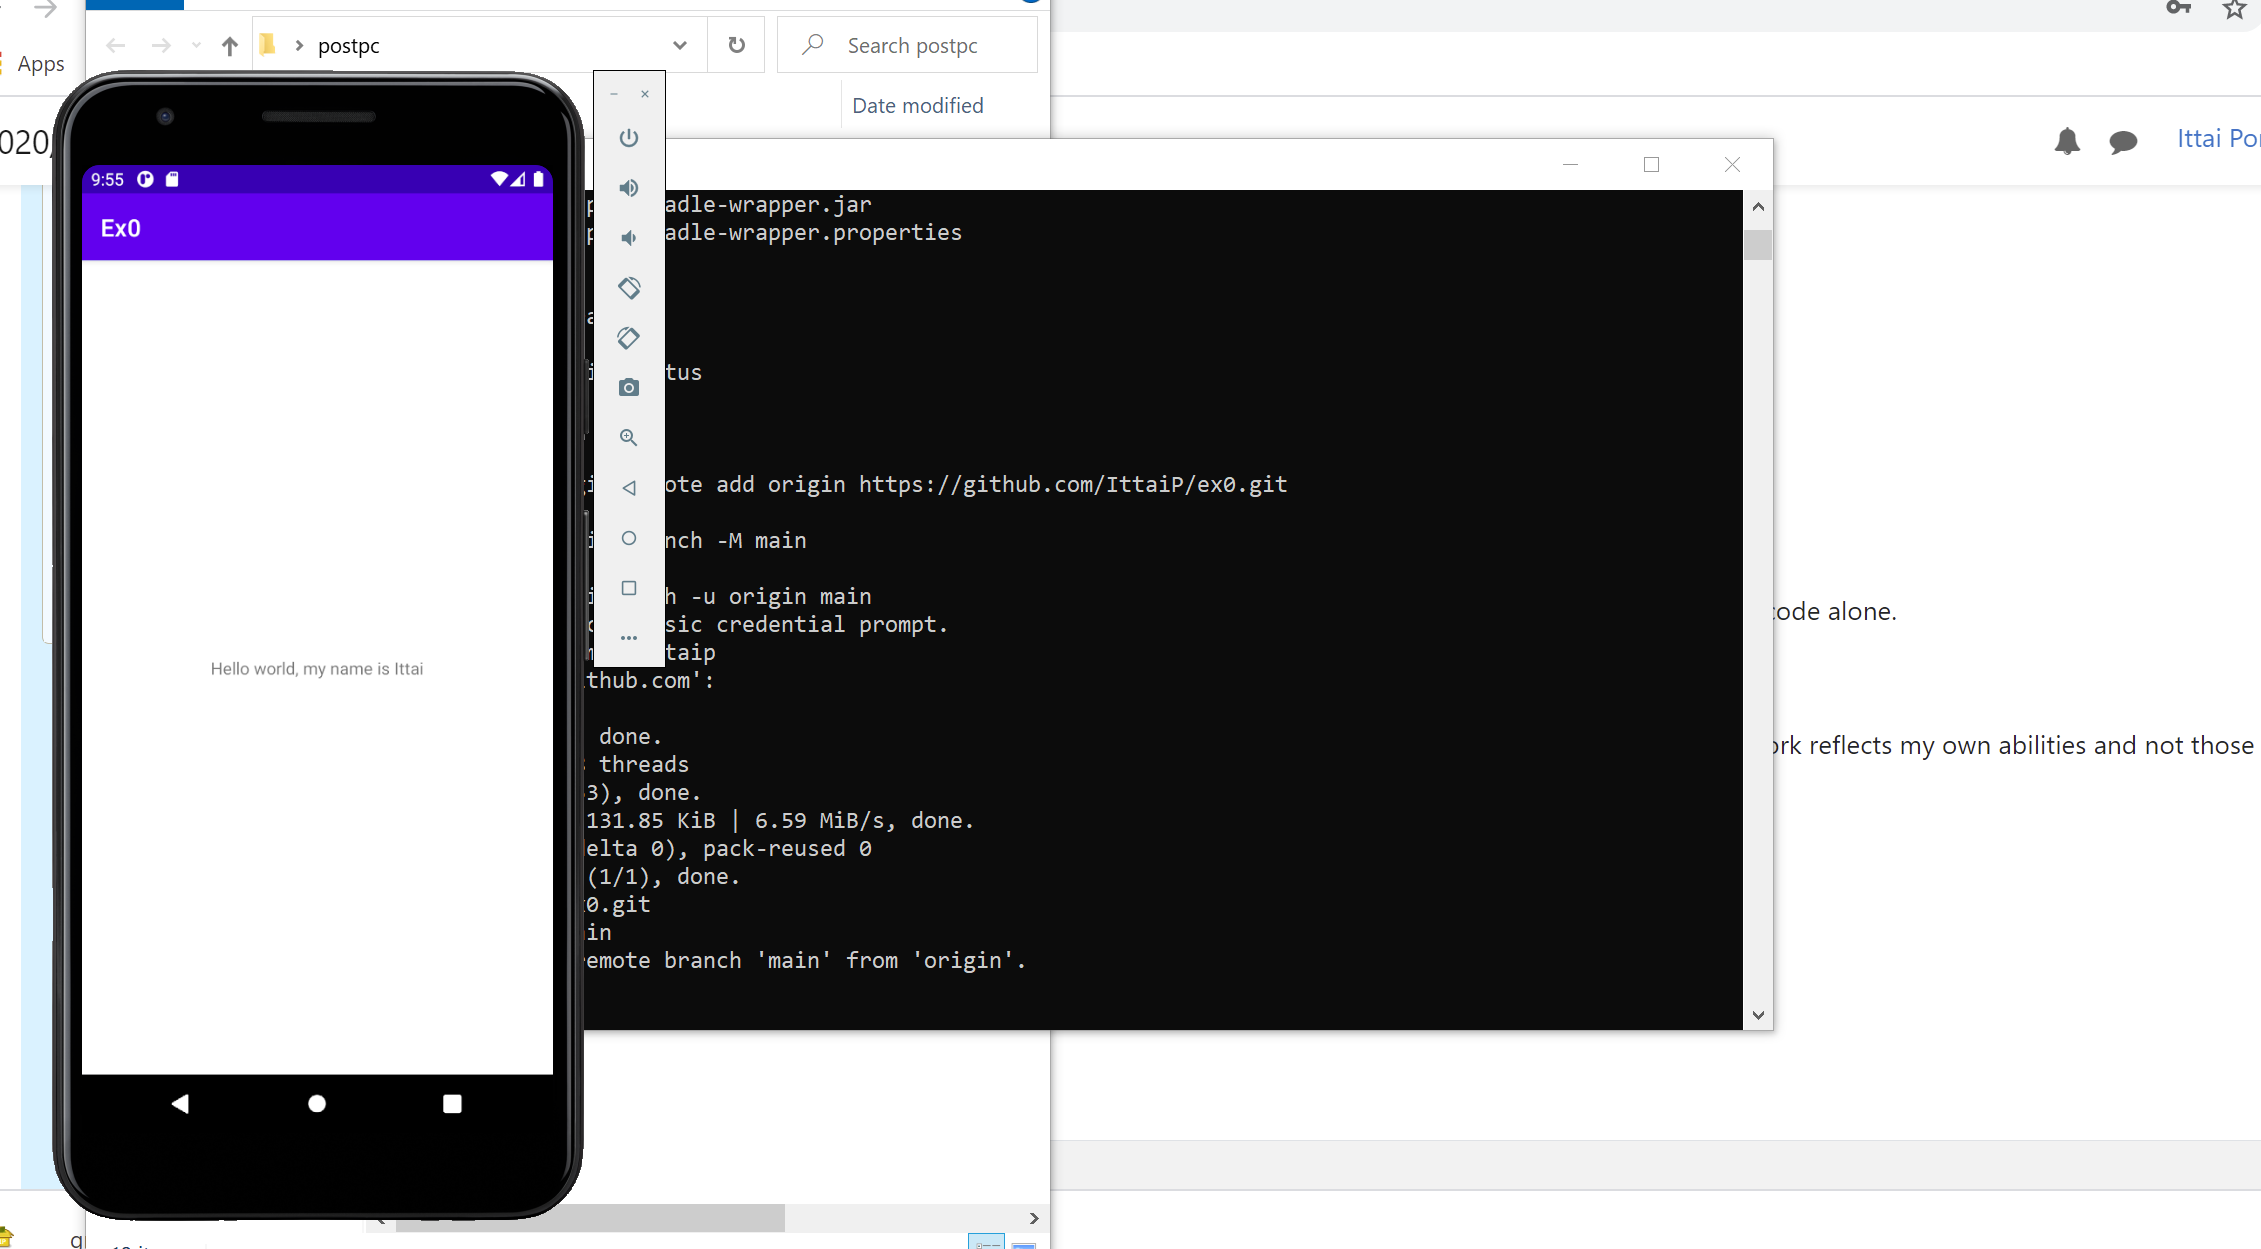 Apps
postpc
Search postpc
Date modified
020/
Ittai Po
9:55
Ex0
Hello world, my name is Ittai
adle-wrapper.jar
adle-wrapper.properties
tus
ote add origin https://github.com/IttaiP/ex0.git
nch -M main
h -u origin main
sic credential prompt.
taip
thub.com':
done.
threads
3), done.
131.85 KiB | 6.59 MiB/s, done.
elta 0), pack-reused 0
(1/1), done.
0.git
in
emote branch 'main' from 'origin'.
code alone.
ork reflects my own abilities and not those